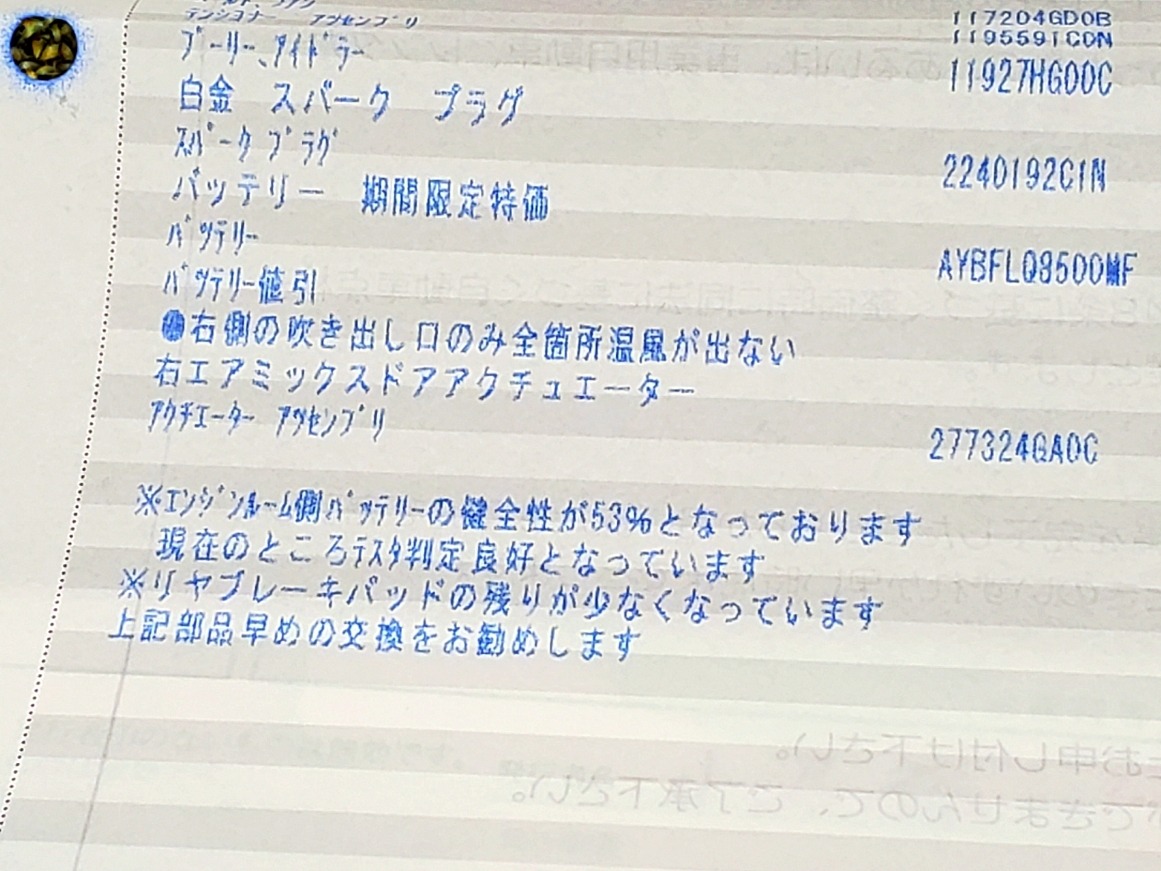 テンショナー アツセンブリ
117204GD0B
1195591C0N
プーリー、アイドラー
11927HG00C
白金 スパーク プラグ
スパーク プラグ
2240192C1N
バッテリー 期間限定特価
バツテリー
AYBFLQ8500MF
バツテリー値引
右側の吹き出し口のみ全箇所温風が出ない
右エアミックスドアアクチュエーター
アクチエーター アツセンブリ
277324GA0C
※エンジンルーム側バッテリーの健全性が53%となっております
現在のところテスタ判定良好となっています
※リヤブレーキパッドの残りが少なくなっています
上記部品早めの交換をお勧めします